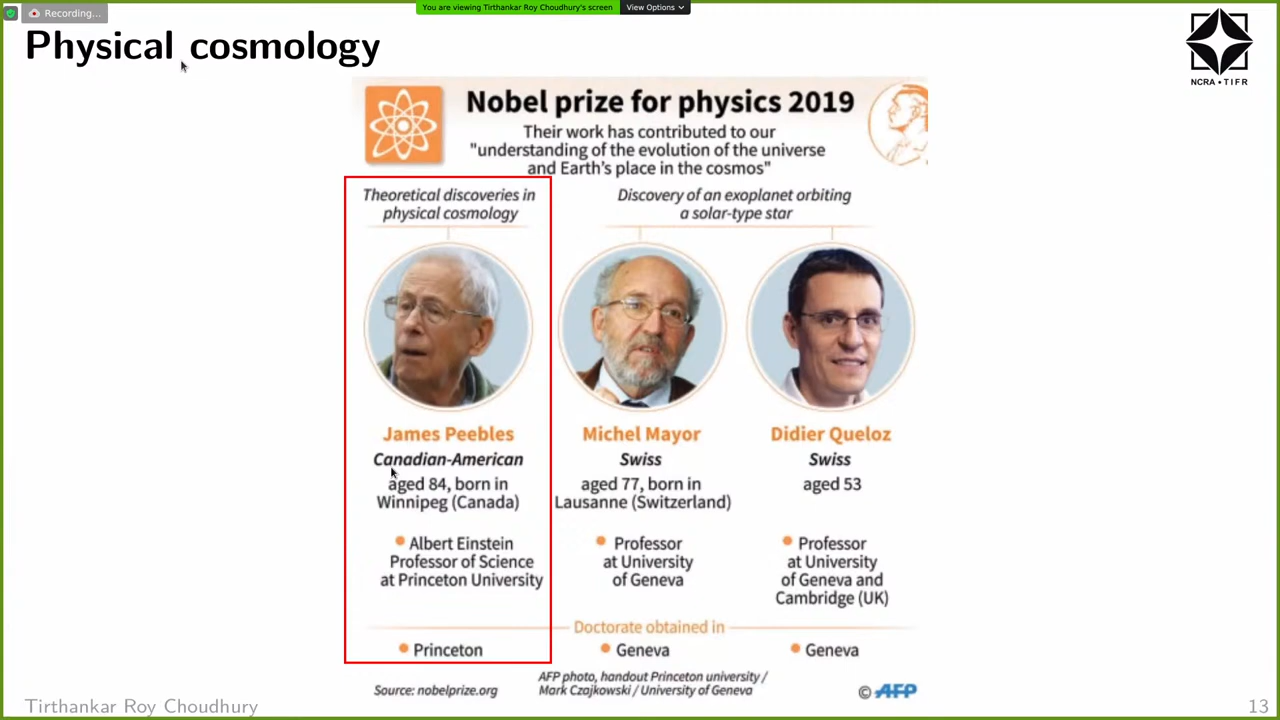 Recording...
You are viewing Tirthankar Roy Choudhury's screen
View Options
Physical cosmology
NCRA • TIFR
Nobel prize for physics 2019
Their work has contributed to our
"understanding of the evolution of the universe
and Earth's place in the cosmos"
Theoretical discoveries in
physical cosmology
Discovery of an exoplanet orbiting
a solar-type star
James Peebles
Canadian-American
aged 84, born in
Winnipeg (Canada)
• Albert Einstein
Professor of Science
at Princeton University
Michel Mayor
Swiss
aged 77, born in
Lausanne (Switzerland)
• Professor
at University
of Geneva
Didier Queloz
Swiss
aged 53
• Professor
at University
of Geneva and
Cambridge (UK)
Doctorate obtained in
• Princeton
• Geneva
• Geneva
Source: nobelprize.org
AFP photo, handout Princeton university /
Mark Czajkowski / University of Geneva
© AFP
Tirthankar Roy Choudhury
13